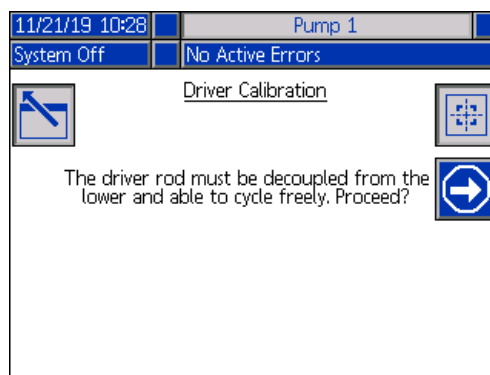 11/21/19 10:28
Pump 1
System Off
No Active Errors
Driver Calibration
The driver rod must be decoupled from the
lower and able to cycle freely. Proceed?